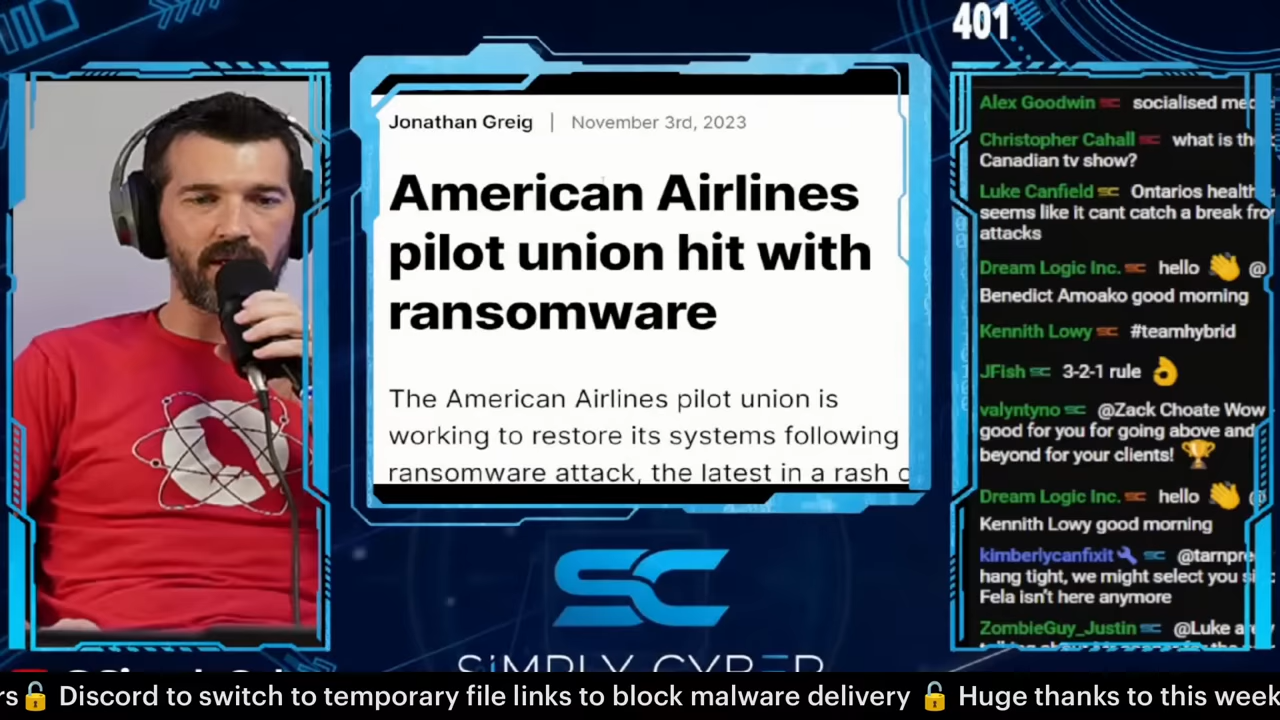 401
Jonathan Greig | November 3rd, 2023
American Airlines
pilot union hit with
ransomware
The American Airlines pilot union is
working to restore its systems following
ransomware attack, the latest in a rash
Alex Goodwin socialised
Christopher Cahall what is the
Canadian tv show?
Luke Canfield Ontarios health
seems like it cant catch a break
attacks
Dream Logic Inc. hello 👋 @
Benedict Amoako good morning
Kennith Lowy #teamhybrid
JFish 3-2-1 rule 👌
valyntyno @Zack Choate Wow
good for you for going above and
beyond for your clients! 🏆
Dream Logic Inc. hello 👋 @
Kennith Lowy good morning
kimberlycanfixit🔧
hang tight, we might select you
Fela isn't here anymore
ZombieGuy_Justin @Luke
SC
SIMPLY CYBER
🔓 Discord to switch to temporary file links to block malware delivery 🔓 Huge thanks to this week